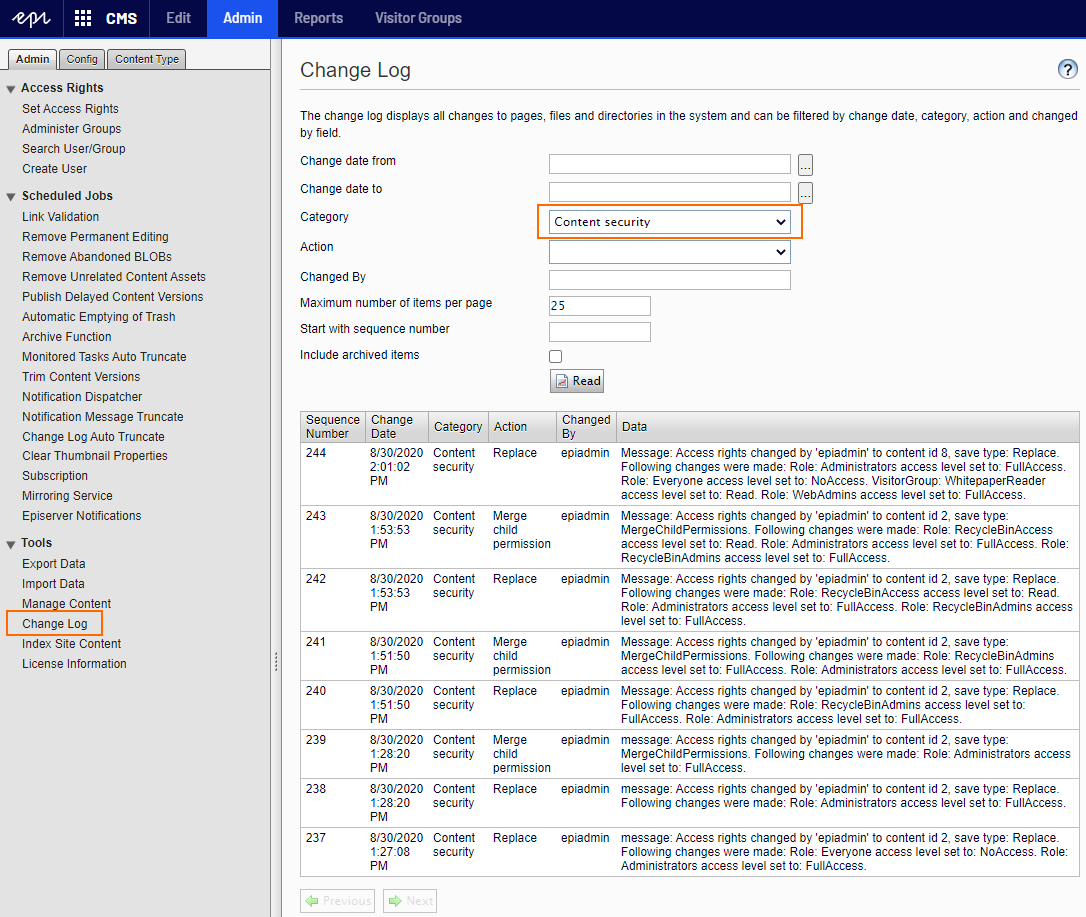 epi CMS Edit Admin Reports Visitor Groups
Admin Config Content Type
Access Rights
Set Access Rights
Administer Groups
Search User/Group
Create User
Scheduled Jobs
Link Validation
Remove Permanent Editing
Remove Abandoned BLOBs
Remove Unrelated Content Assets
Publish Delayed Content Versions
Automatic Emptying of Trash
Archive Function
Monitored Tasks Auto Truncate
Trim Content Versions
Notification Dispatcher
Notification Message Truncate
Change Log Auto Truncate
Clear Thumbnail Properties
Subscription
Mirroring Service
Episerver Notifications
Tools
Export Data
Import Data
Manage Content
Change Log
Index Site Content
License Information
Change Log
?
The change log displays all changes to pages, files and directories in the system and can be filtered by change date, category, action and changed
by field.
Change date from ...
Change date to ...
Category Content security
Action
Changed By
Maximum number of items per page 25
Start with sequence number
Include archived items
Read
Sequence Number Change Date Category Action Changed By Data
244 8/30/2020 2:01:02 PM Content security Replace epiadmin Message: Access rights changed by 'epiadmin' to content id 8, save type: Replace.
Following changes were made: Role: Administrators access level set to: FullAccess.
Role: Everyone access level set to: NoAccess. VisitorGroup: WhitepaperReader
access level set to: Read. Role: WebAdmins access level set to: FullAccess.
243 8/30/2020 1:53:53 PM Content security Merge child permission epiadmin Message: Access rights changed by 'epiadmin' to content id 2, save type:
MergeChildPermissions. Following changes were made: Role: RecycleBinAccess
access level set to: Read. Role: Administrators access level set to: FullAccess. Role:
RecycleBinAdmins access level set to: FullAccess.
242 8/30/2020 1:53:53 PM Content security Replace epiadmin Message: Access rights changed by 'epiadmin' to content id 2, save type: Replace.
Following changes were made: Role: RecycleBinAccess access level set to: Read.
Role: Administrators access level set to: FullAccess. Role: RecycleBinAdmins access
level set to: FullAccess.
241 8/30/2020 1:51:50 PM Content security Merge child permission epiadmin Message: Access rights changed by 'epiadmin' to content id 2, save type:
MergeChildPermissions. Following changes were made: Role: RecycleBinAdmins
access level set to: FullAccess. Role: Administrators access level set to: FullAccess.
240 8/30/2020 1:51:50 PM Content security Replace epiadmin Message: Access rights changed by 'epiadmin' to content id 2, save type: Replace.
Following changes were made: Role: RecycleBinAdmins access level set to:
FullAccess. Role: Administrators access level set to: FullAccess.
239 8/30/2020 1:28:20 PM Content security Merge child permission epiadmin message: Access rights changed by 'epiadmin' to content id 2, save type:
MergeChildPermissions. Following changes were made: Role: Administrators access
level set to: FullAccess.
238 8/30/2020 1:28:20 PM Content security Replace epiadmin message: Access rights changed by 'epiadmin' to content id 2, save type: Replace.
Following changes were made: Role: Administrators access level set to: FullAccess.
237 8/30/2020 1:27:08 PM Content security Replace epiadmin message: Access rights changed by 'epiadmin' to content id 2, save type: Replace.
Following changes were made: Role: Everyone access level set to: NoAccess. Role:
Administrators access level set to: FullAccess.
Previous Next